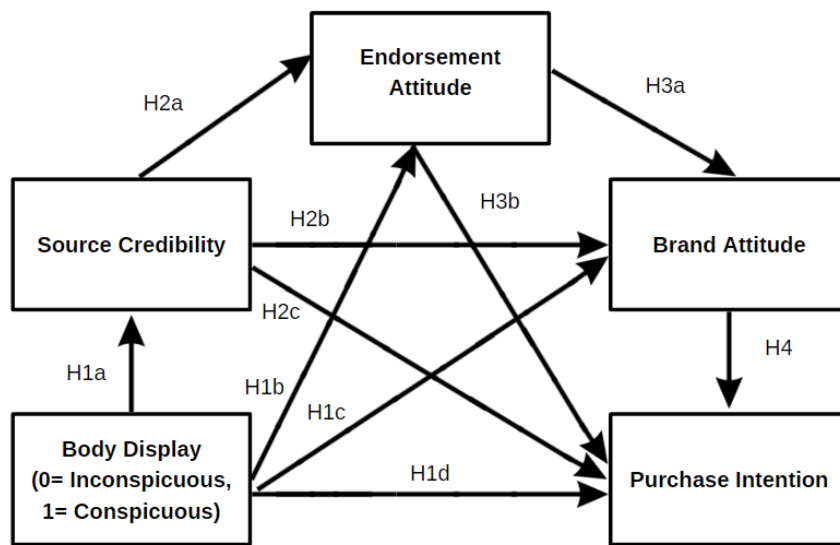 Endorsement
Attitude
H2a
H3a
Source Credibility
H2b
H3b
Brand Attitude
H2c
H1a
H1b
H1c
H4
Body Display
(0= Inconspicuous,
1= Conspicuous)
H1d
Purchase Intention